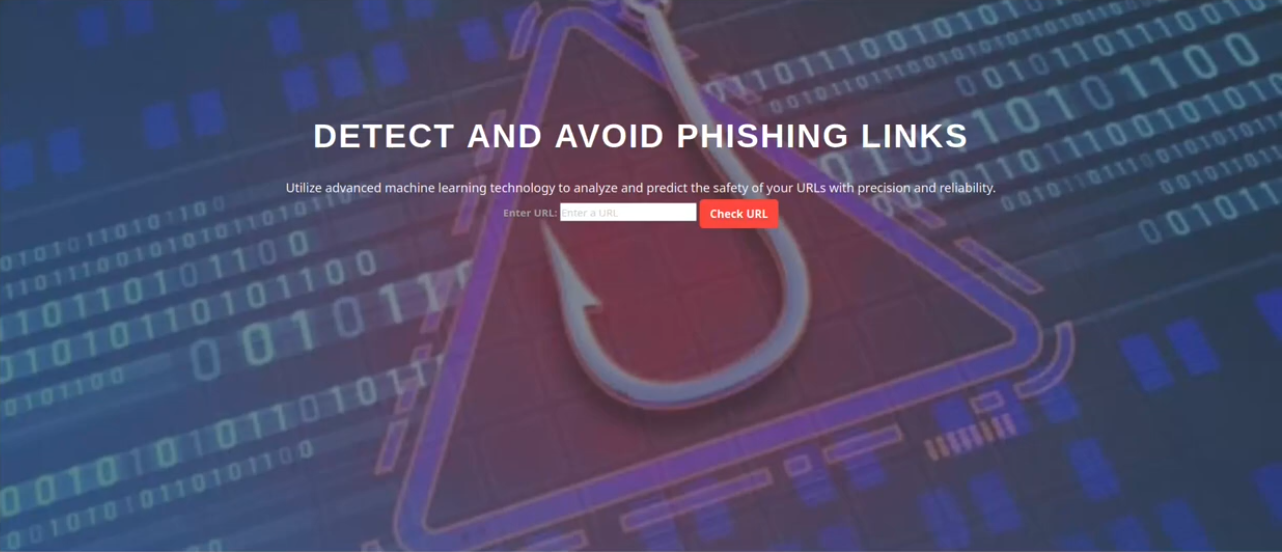 DETECT AND AVOID PHISHING LINKS
Utilize advanced machine learning technology to analyze and predict the safety of your URLs with precision and reliability.
Enter URL: Enter a URL Check URL